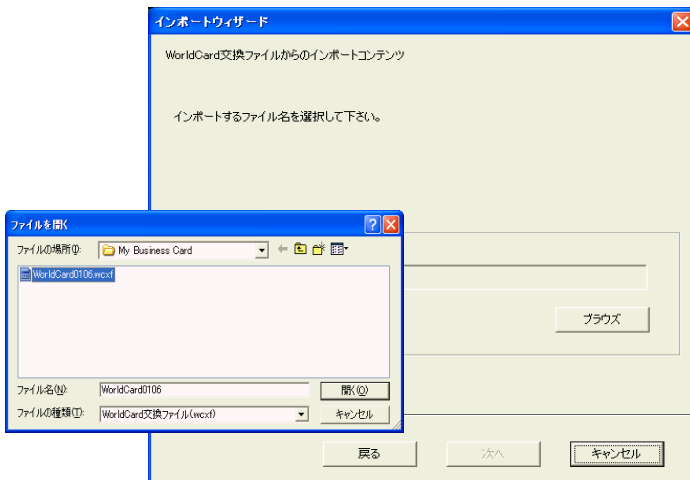 インポートウィザード
WorldCard交換ファイルからのインポートコンテンツ
インポートするファイル名を選択して下さい。
ファイルを開く
ファイルの場所(I):
My Business Card
WorldCard0106.wcxf
ブラウズ
ファイル名(N):
WorldCard0106
開く(O)
ファイルの種類(T):
WorldCard交換ファイル(wcxf)
キャンセル
戻る
次へ
キャンセル